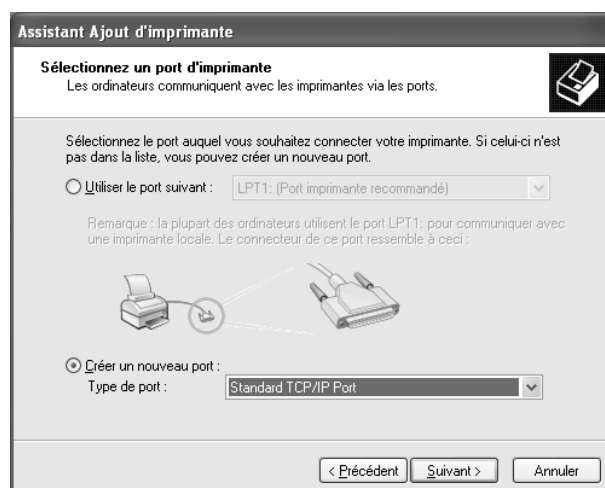 Assistant Ajout d'imprimante
Sélectionnez un port d'imprimante
Les ordinateurs communiquent avec les imprimantes via les ports.
Sélectionnez le port auquel vous souhaitez connecter votre imprimante. Si celui-ci n'est
pas dans la liste, vous pouvez créer un nouveau port.
Utiliser le port suivant : LPT1: (Port imprimante recommandé)
Remarque : la plupart des ordinateurs utilisent le port LPT1: pour communiquer avec
une imprimante locale. Le connecteur de ce port ressemble à ceci :
Créer un nouveau port :
Type de port : Standard TCP/IP Port
< Précédent Suivant > Annuler